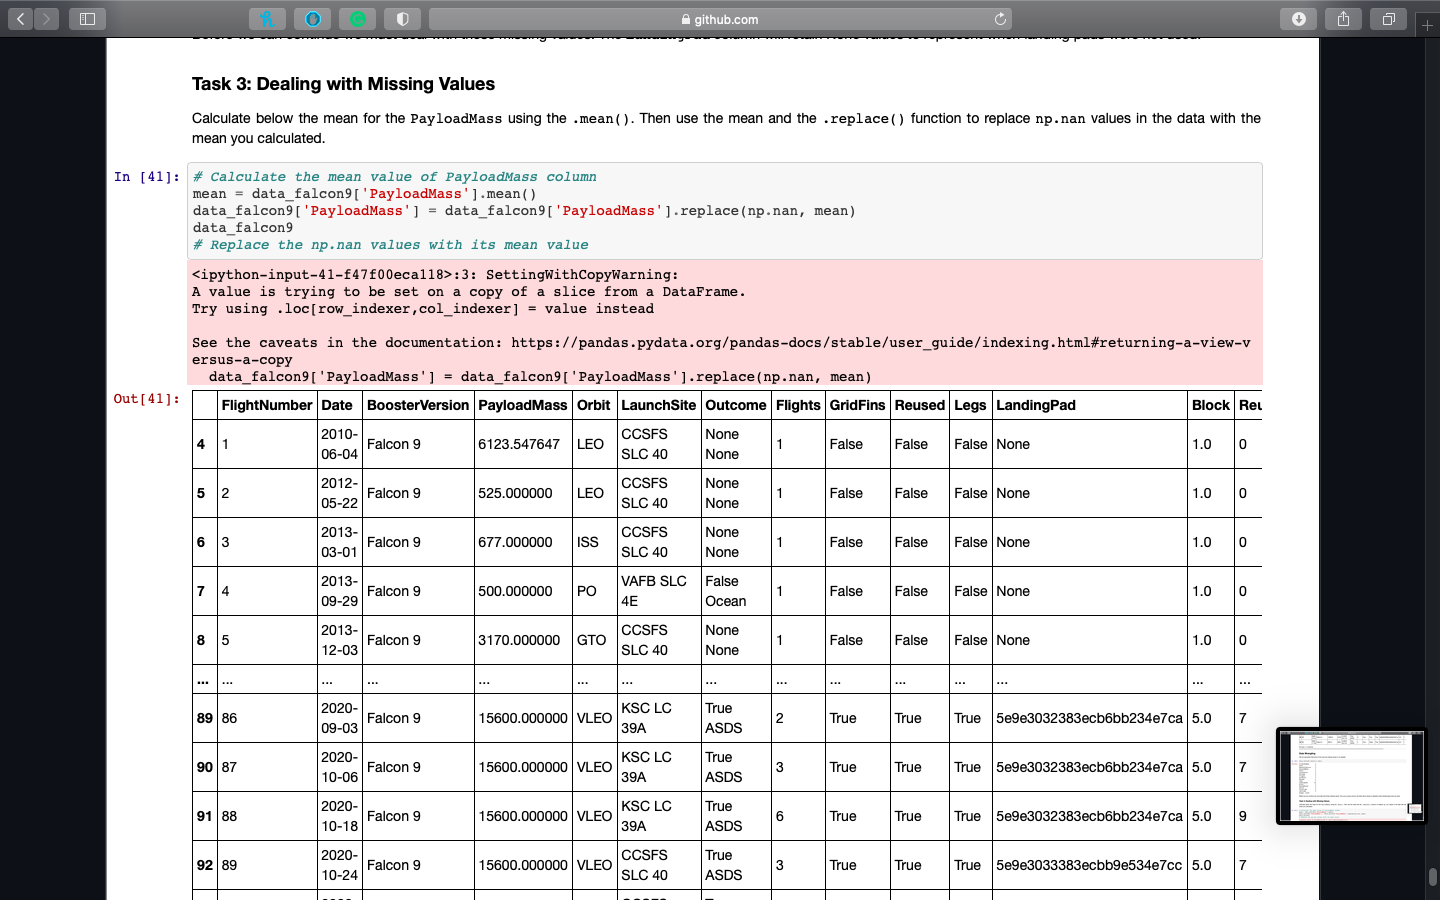 github.com
Task 3: Dealing with Missing Values
Calculate below the mean for the PayloadMass using the .mean(). Then use the mean and the .replace() function to replace np.nan values in the data with the
mean you calculated.
In [41]:
# Calculate the mean value of PayloadMass column
mean = data_falcon9['PayloadMass'].mean()
data_falcon9['PayloadMass'] = data_falcon9['PayloadMass'].replace(np.nan, mean)
data_falcon9
# Replace the np.nan values with its mean value
<ipython-input-41-f47f00eca118>:3: SettingWithCopyWarning:
A value is trying to be set on a copy of a slice from a DataFrame.
Try using .loc[row_indexer,col_indexer] = value instead
See the caveats in the documentation: https://pandas.pydata.org/pandas-docs/stable/user_guide/indexing.html#returning-a-view-v
ersus-a-copy
data_falcon9['PayloadMass'] = data_falcon9['PayloadMass'].replace(np.nan, mean)
Out[41]:
FlightNumber Date BoosterVersion PayloadMass Orbit LaunchSite Outcome Flights GridFins Reused Legs LandingPad Block Reu
4 1 2010-06-04 Falcon 9 6123.547647 LEO CCSFS SLC 40 None None 1 False False False None 1.0 0
5 2 2012-05-22 Falcon 9 525.000000 LEO CCSFS SLC 40 None None 1 False False False None 1.0 0
6 3 2013-03-01 Falcon 9 677.000000 ISS CCSFS SLC 40 None None 1 False False False None 1.0 0
7 4 2013-09-29 Falcon 9 500.000000 PO VAFB SLC 4E False Ocean 1 False False False None 1.0 0
8 5 2013-12-03 Falcon 9 3170.000000 GTO CCSFS SLC 40 None None 1 False False False None 1.0 0
... ... ... ... ... ... ... ... ... ... ... ... ... ... ...
89 86 2020-09-03 Falcon 9 15600.000000 VLEO KSC LC 39A True ASDS 2 True True True 5e9e3032383ecb6bb234e7ca 5.0 7
90 87 2020-10-06 Falcon 9 15600.000000 VLEO KSC LC 39A True ASDS 3 True True True 5e9e3032383ecb6bb234e7ca 5.0 7
91 88 2020-10-18 Falcon 9 15600.000000 VLEO KSC LC 39A True ASDS 6 True True True 5e9e3032383ecb6bb234e7ca 5.0 9
92 89 2020-10-24 Falcon 9 15600.000000 VLEO CCSFS SLC 40 True ASDS 3 True True True 5e9e3033383ecbb9e534e7cc 5.0 7